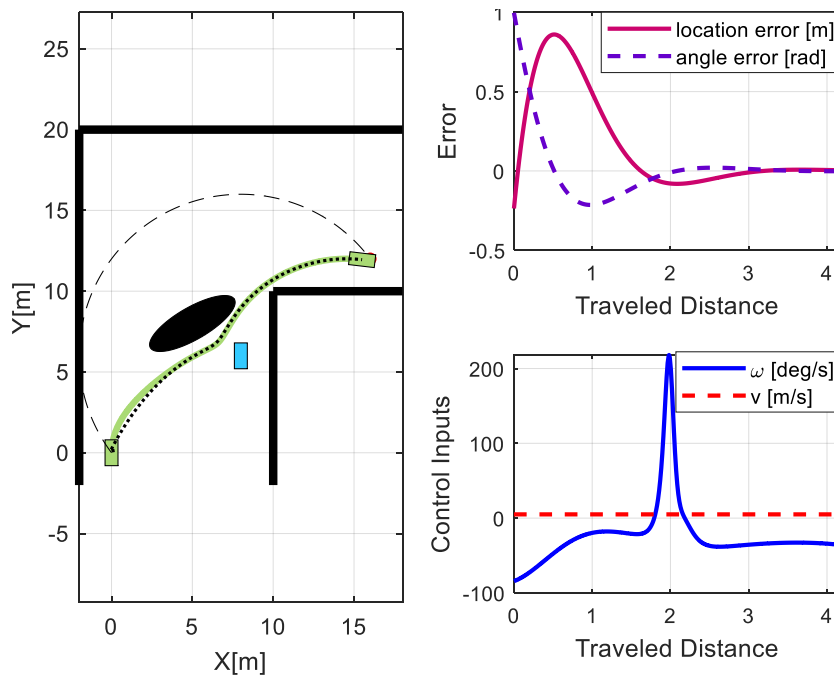 20
15
10
5
0
-5
0
5
10
15
X[m]
Y[m]
1
0.5
0
-0.5
0
1
2
3
4
Error
Traveled Distance
location error [m]
angle error [rad]
200
100
0
-100
0
1
2
3
4
Control Inputs
Traveled Distance
ω [deg/s]
v [m/s]